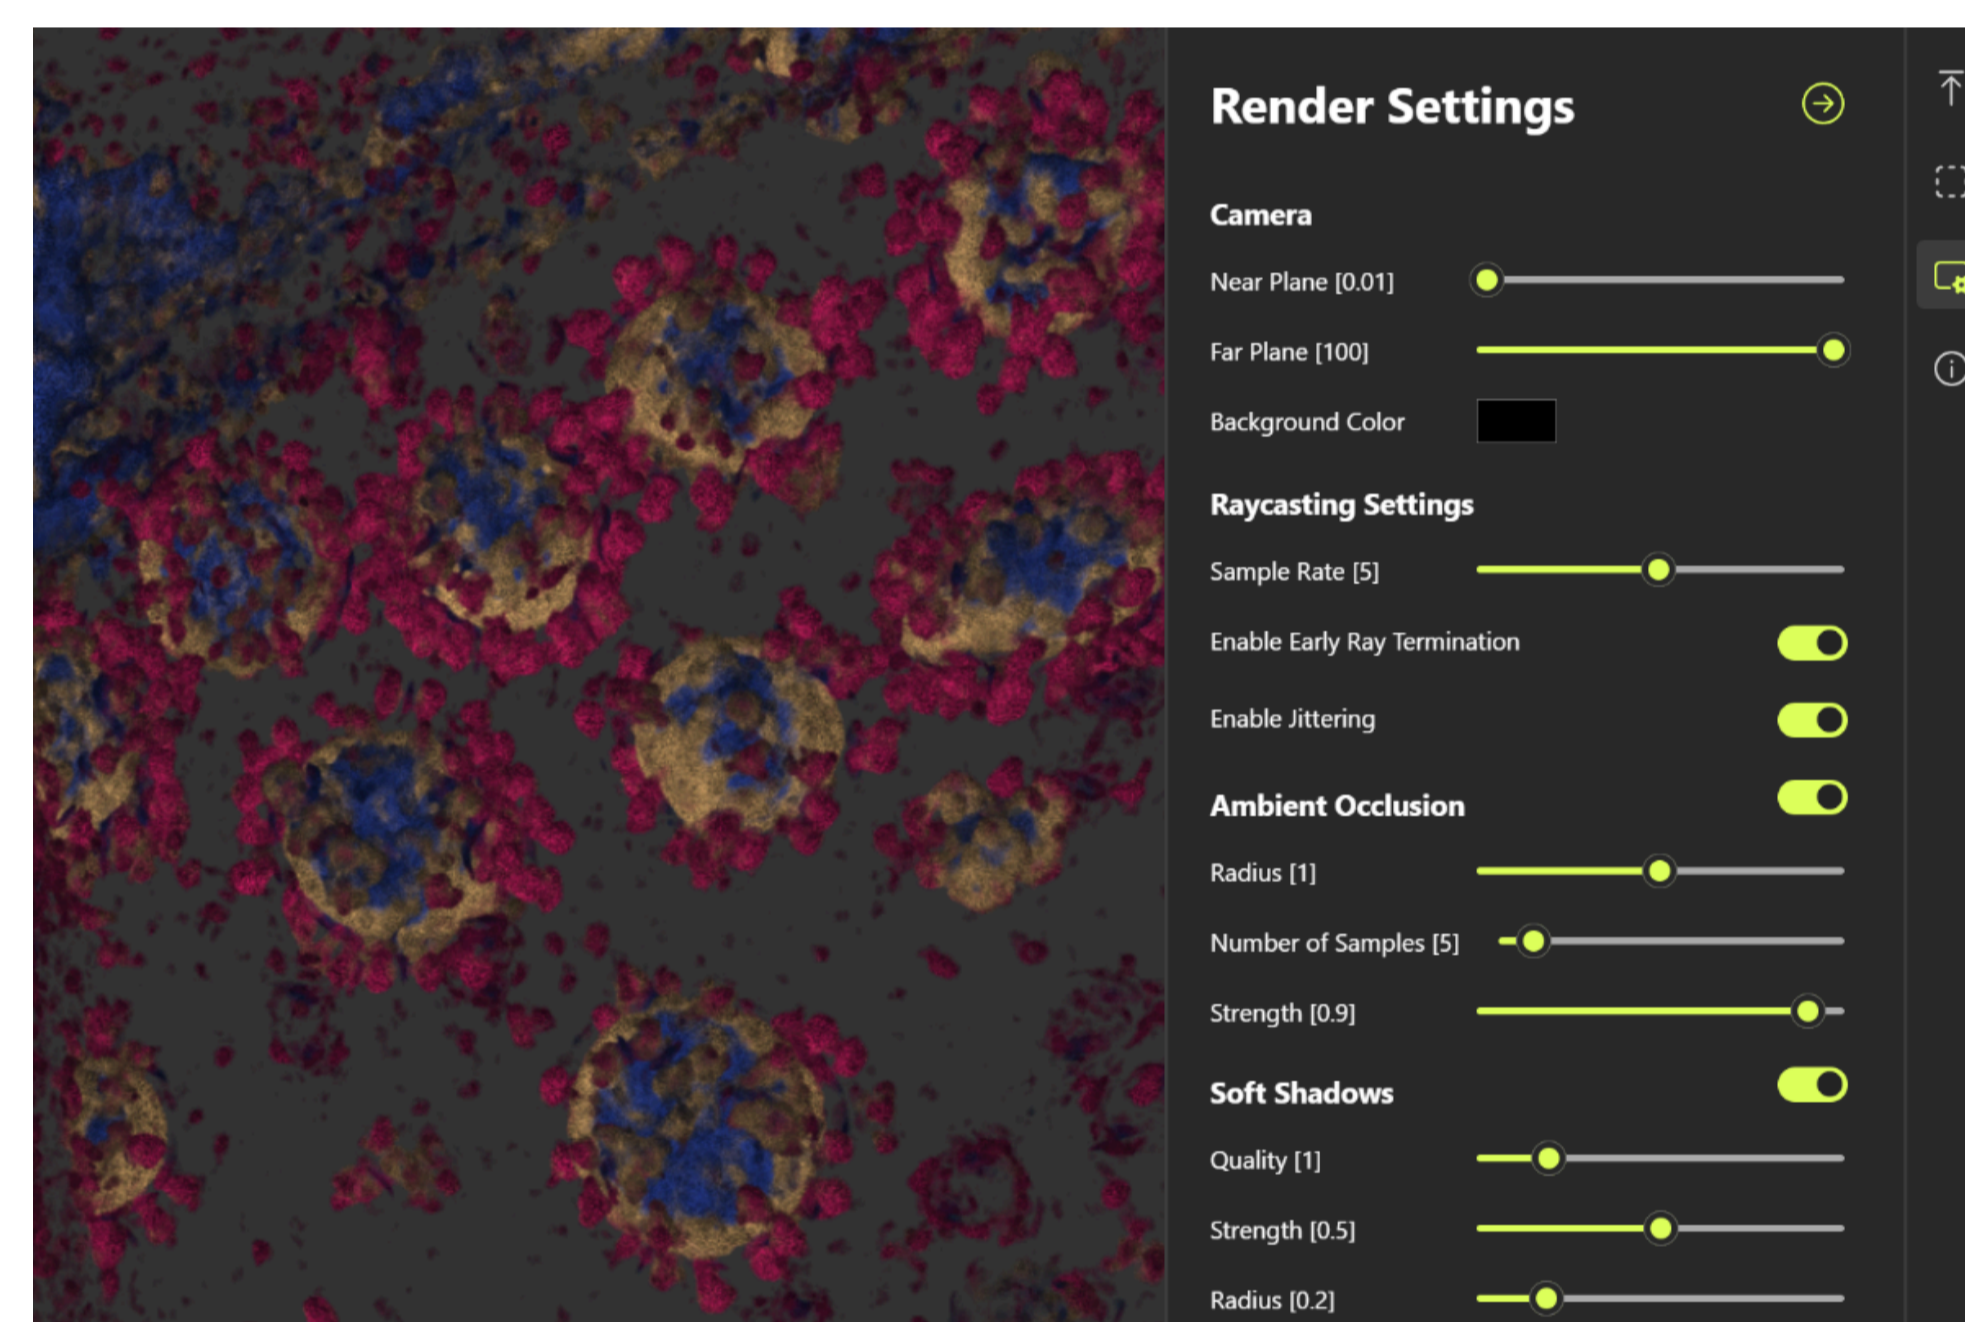 Render Settings
Camera
Near Plane [0.01]
Far Plane [100]
Background Color
Raycasting Settings
Sample Rate [5]
Enable Early Ray Termination
Enable Jittering
Ambient Occlusion
Radius [1]
Number of Samples [5]
Strength [0.9]
Soft Shadows
Quality [1]
Strength [0.5]
Radius [0.2]